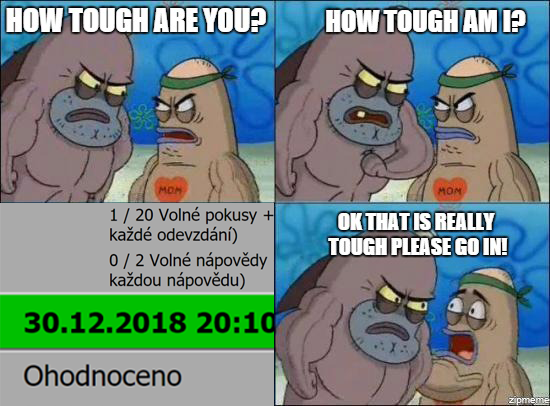 HOW TOUGH ARE YOU?
HOW TOUGH AM I?
MOM
MOM
1 / 20 Volné pokusy +
každé odevzdání)
0 / 2 Volné nápovědy
každou nápovědu)
30.12.2018 20:10
Ohodnoceno
OK THAT IS REALLY
TOUGH PLEASE GO IN!
zipmeme